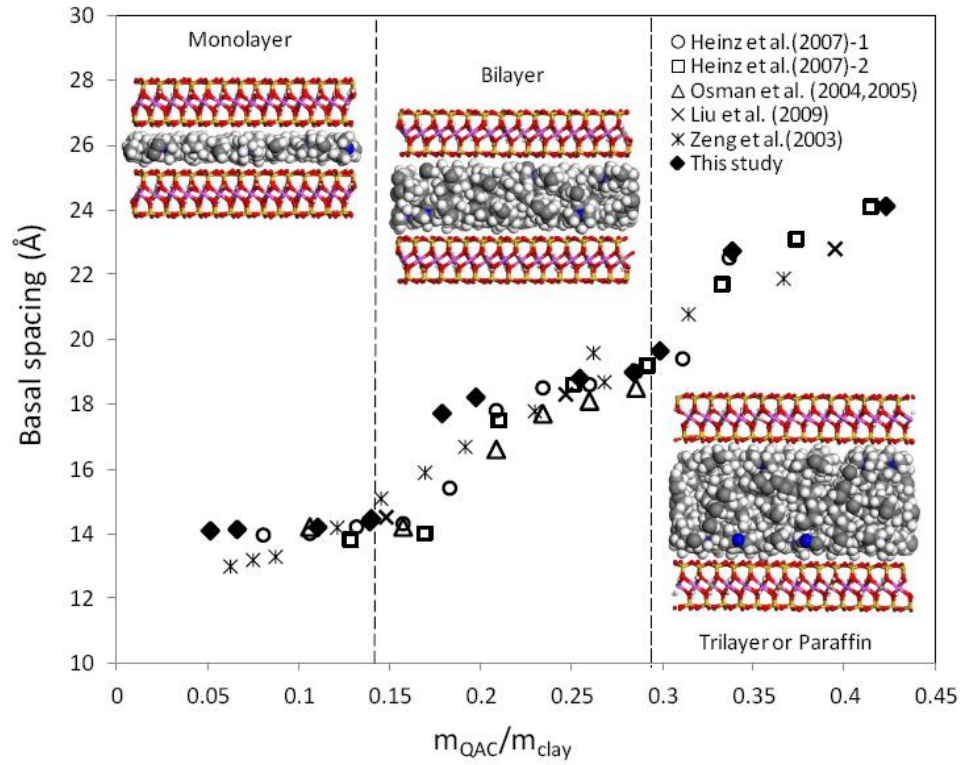 30
28
26
24
22
20
18
16
14
12
10
Basal spacing (Å)
Monolayer
Bilayer
Heinz et al.(2007)-1
Heinz et al.(2007)-2
Osman et al. (2004,2005)
Liu et al. (2009)
Zeng et al.(2003)
This study
Trilayer or Paraffin
0 0.05 0.1 0.15 0.2 0.25 0.3 0.35 0.4 0.45
mQAC/mclay